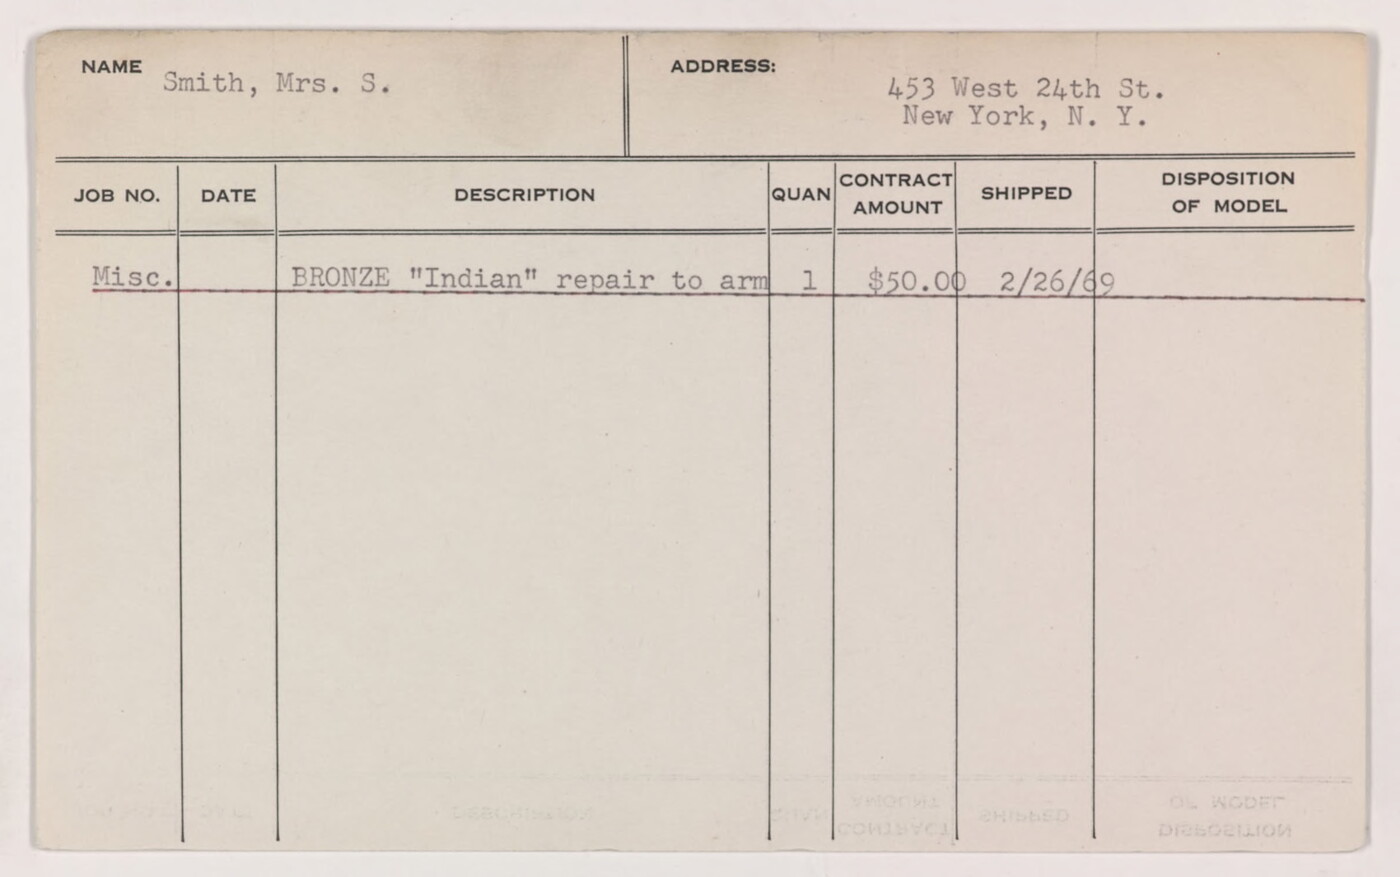 NAME Smith, Mrs. S.
ADDRESS: 453 West 24th St.
New York, N. Y.
JOB NO. DATE DESCRIPTION QUAN CONTRACT AMOUNT SHIPPED DISPOSITION OF MODEL
Misc. BRONZE "Indian" repair to arm 1 $50.00 2/26/69